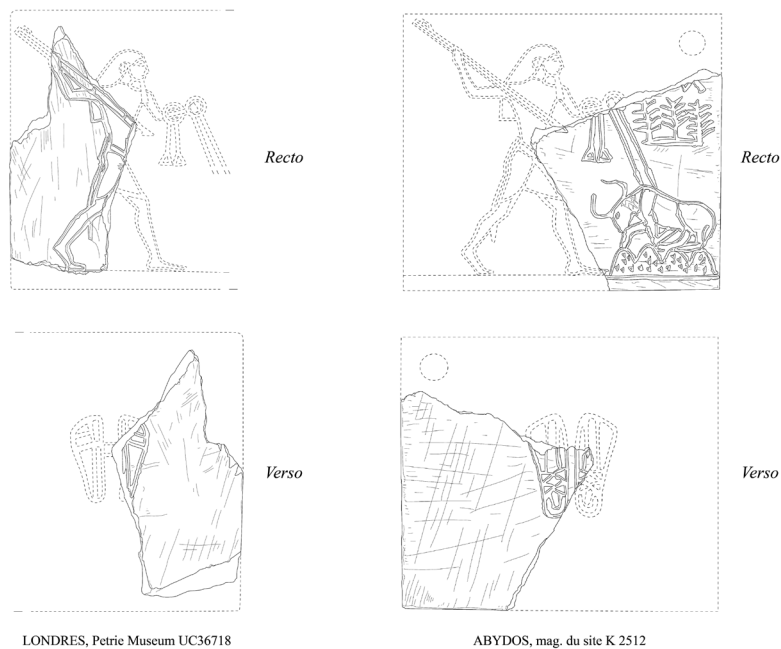 Recto
Recto
Verso
Verso
LONDRES, Petrie Museum UC36718
ABYDOS, mag. du site K 2512